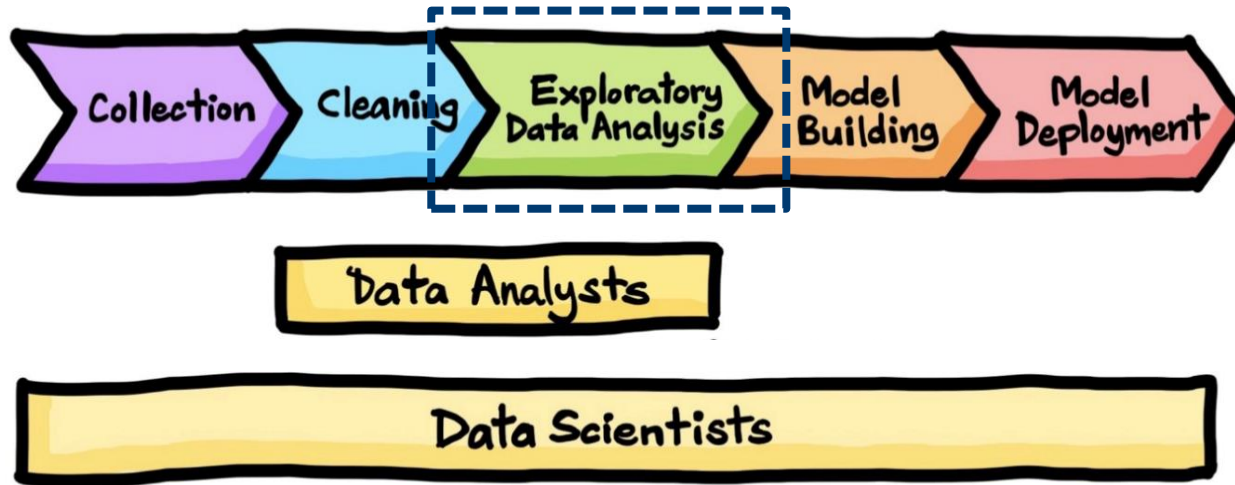 Collection
Cleaning
Exploratory
Data Analysis
Model
Building
Model
Deployment
Data Analysts
Data Scientists